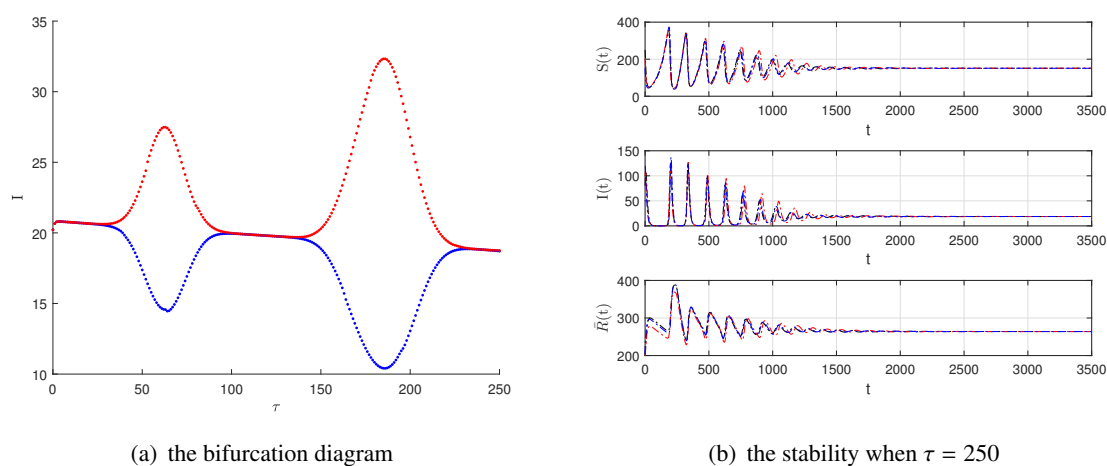 35
30
25
20
15
10
I
0 50 100 150 200 250
τ
(a) the bifurcation diagram
400
200
0
S(t)
0 500 1000 1500 2000 2500 3000 3500
t
150
100
50
0
I(t)
0 500 1000 1500 2000 2500 3000 3500
t
400
300
200
R̄(t)
0 500 1000 1500 2000 2500 3000 3500
t
(b) the stability when τ = 250